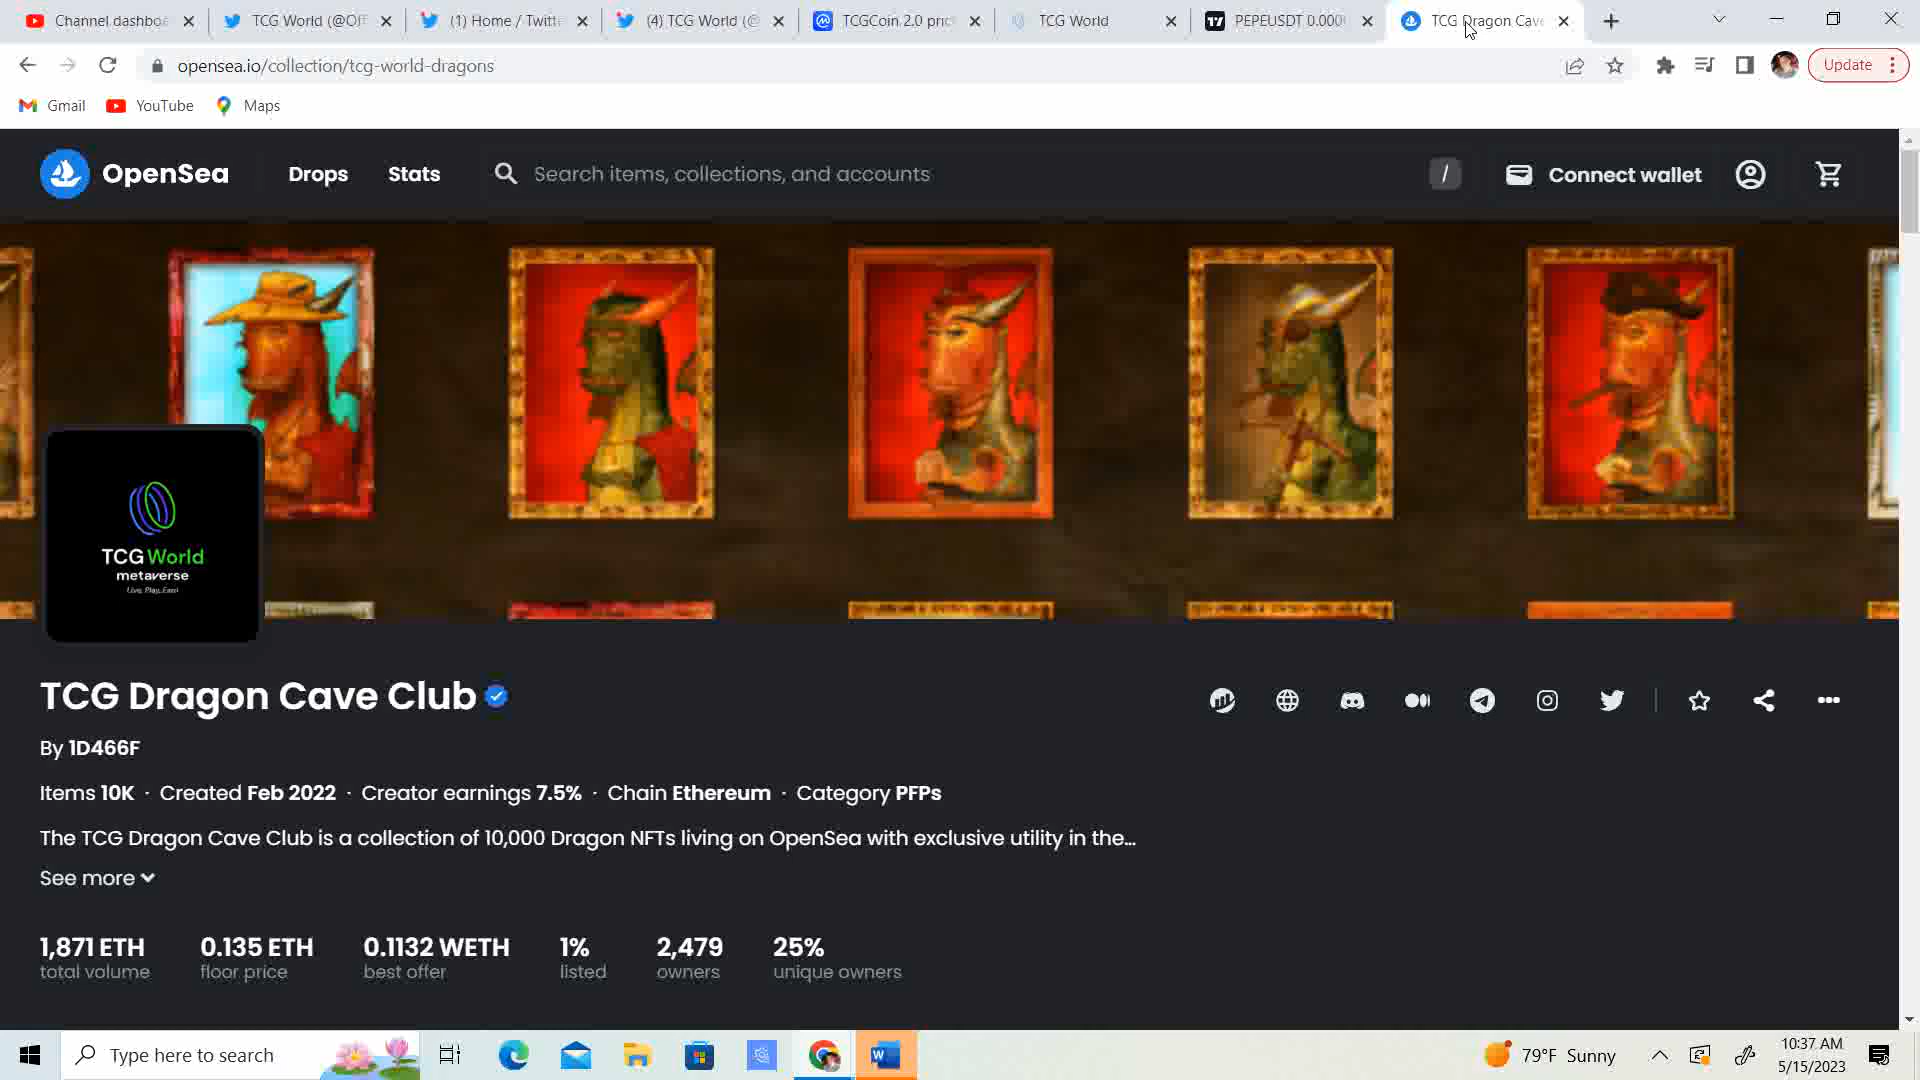 Channel dashbo
TCG World (@Off
(1) Home / Twitte
(4) TCG World (@
TCGCoin 2.0 pric
TCG World
PEPEUSDT 0.000
TCG Dragon Cave
opensea.io/collection/tcg-world-dragons
Update
Gmail
YouTube
Maps
OpenSea
Drops
Stats
Search items, collections, and accounts
/
Connect wallet
TCG World
metaverse
Live, Play, Earn!
TCG Dragon Cave Club
By 1D466F
Items 10K · Created Feb 2022 · Creator earnings 7.5% · Chain Ethereum · Category PFPs
The TCG Dragon Cave Club is a collection of 10,000 Dragon NFTs living on OpenSea with exclusive utility in the...
See more
1,871 ETH
total volume
0.135 ETH
floor price
0.1132 WETH
best offer
1%
listed
2,479
owners
25%
unique owners
Type here to search
79°F Sunny
10:37 AM
5/15/2023